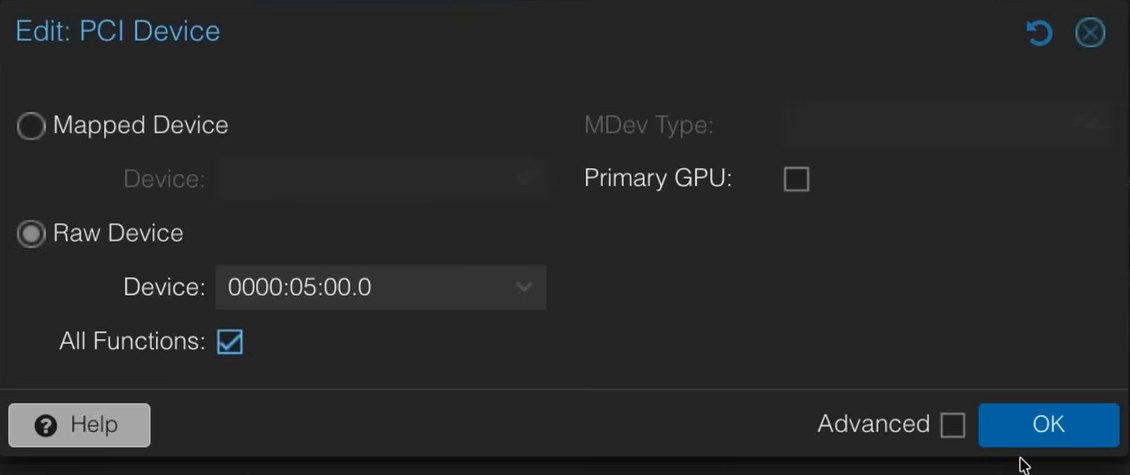 Edit: PCI Device
Mapped Device
MDev Type:
Device:
Primary GPU:
Raw Device
Device: 0000:05:00.0
All Functions:
Help
Advanced
OK